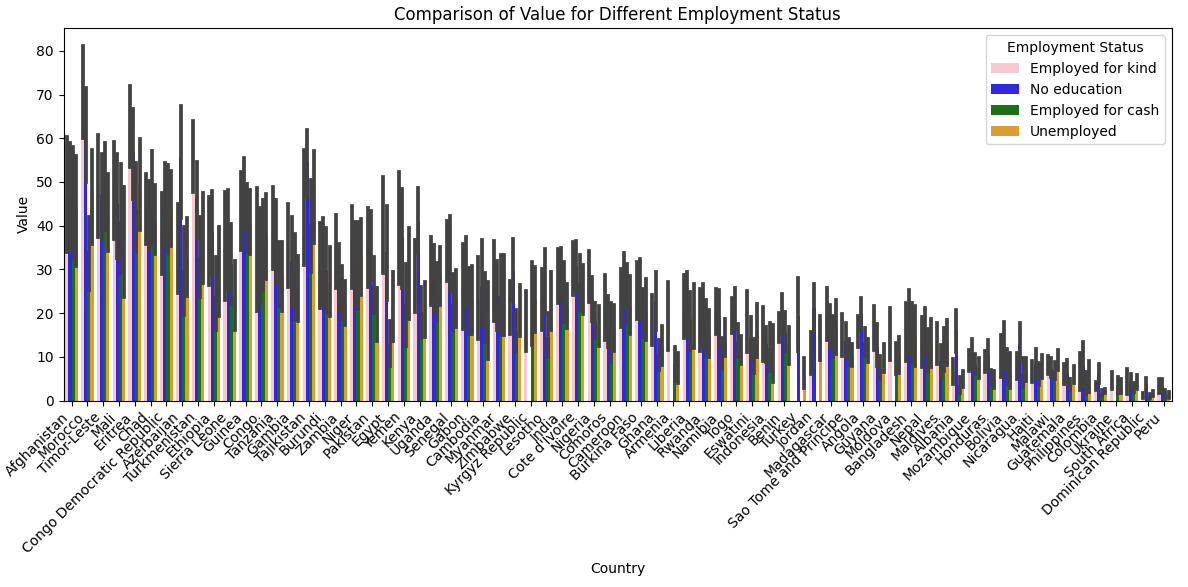 Comparison of Value for Different Employment Status
Employment Status
Employed for kind
No education
Employed for cash
Unemployed
Value
80
70
60
50
40
30
20
10
0
Afghanistan
Morocco
Timor-Leste
Mali
Eritrea
Chad
Congo Democratic Republic
Azerbaijan
Turkmenistan
Ethiopia
Sierra Leone
Guinea
Congo
Tanzania
Gambia
Tajikistan
Burundi
Zambia
Niger
Pakistan
Egypt
Yemen
Kenya
Uganda
Senegal
Gabon
Cambodia
Myanmar
Zimbabwe
Kyrgyz Republic
Lesotho
India
Cote d'Ivoire
Nigeria
Comoros
Cameroon
Burkina Faso
Ghana
Armenia
Liberia
Rwanda
Namibia
Togo
Eswatini
Indonesia
Benin
Turkey
Jordan
Madagascar
Sao Tome and Principe
Angola
Guyana
Moldova
Bangladesh
Nepal
Maldives
Albania
Mozambique
Honduras
Bolivia
Nicaragua
Haiti
Malawi
Guatemala
Philippines
Colombia
Ukraine
South Africa
Dominican Republic
Peru
Country